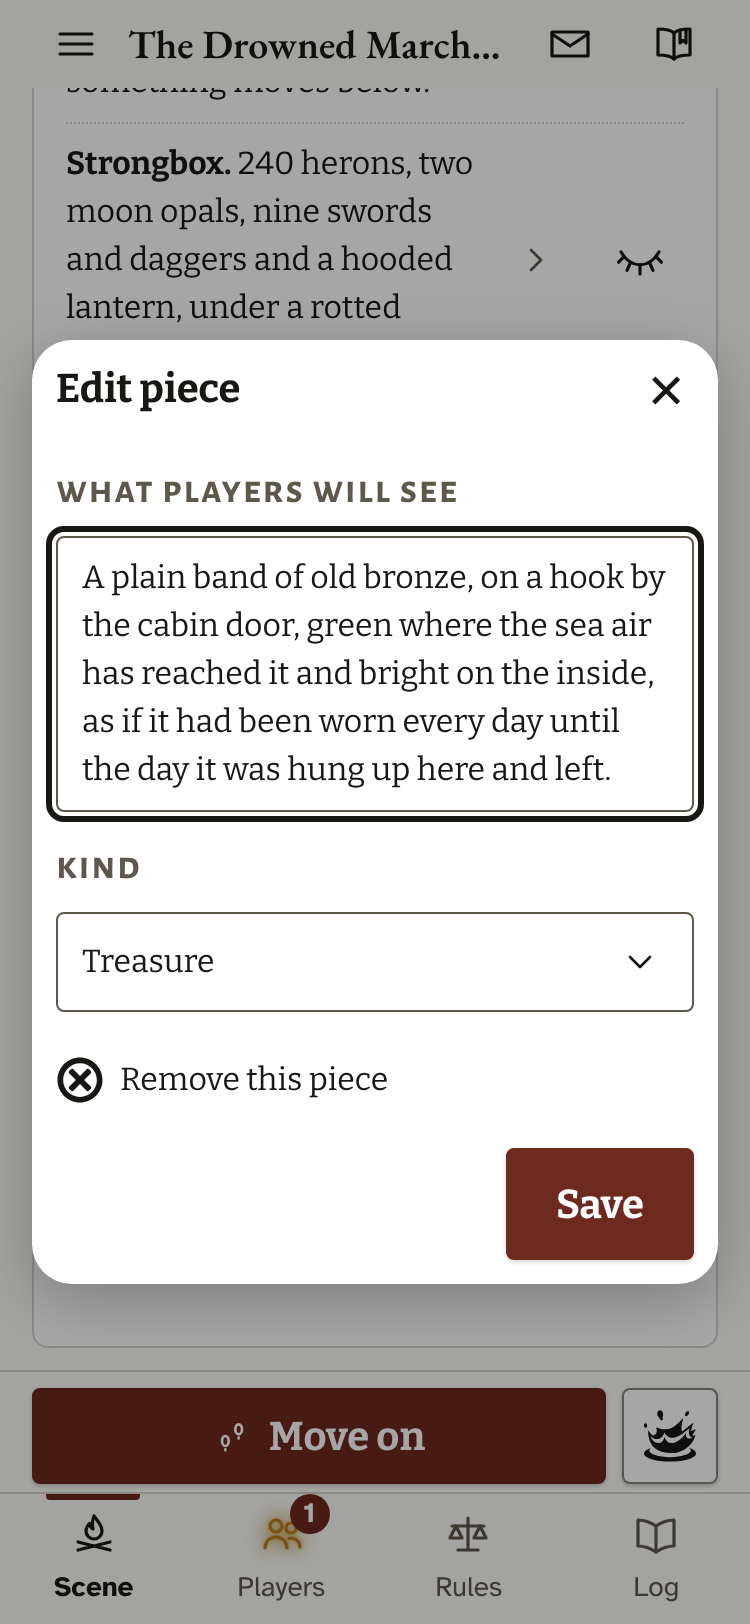 The Drowned March...
something moves below.
Strongbox. 240 herons, two
moon opals, nine swords
and daggers and a hooded
lantern, under a rotted
Edit piece
WHAT PLAYERS WILL SEE
A plain band of old bronze, on a hook by
the cabin door, green where the sea air
has reached it and bright on the inside,
as if it had been worn every day until
the day it was hung up here and left.
KIND
Treasure
Remove this piece
Save
Move on
1
Scene
Players
Rules
Log